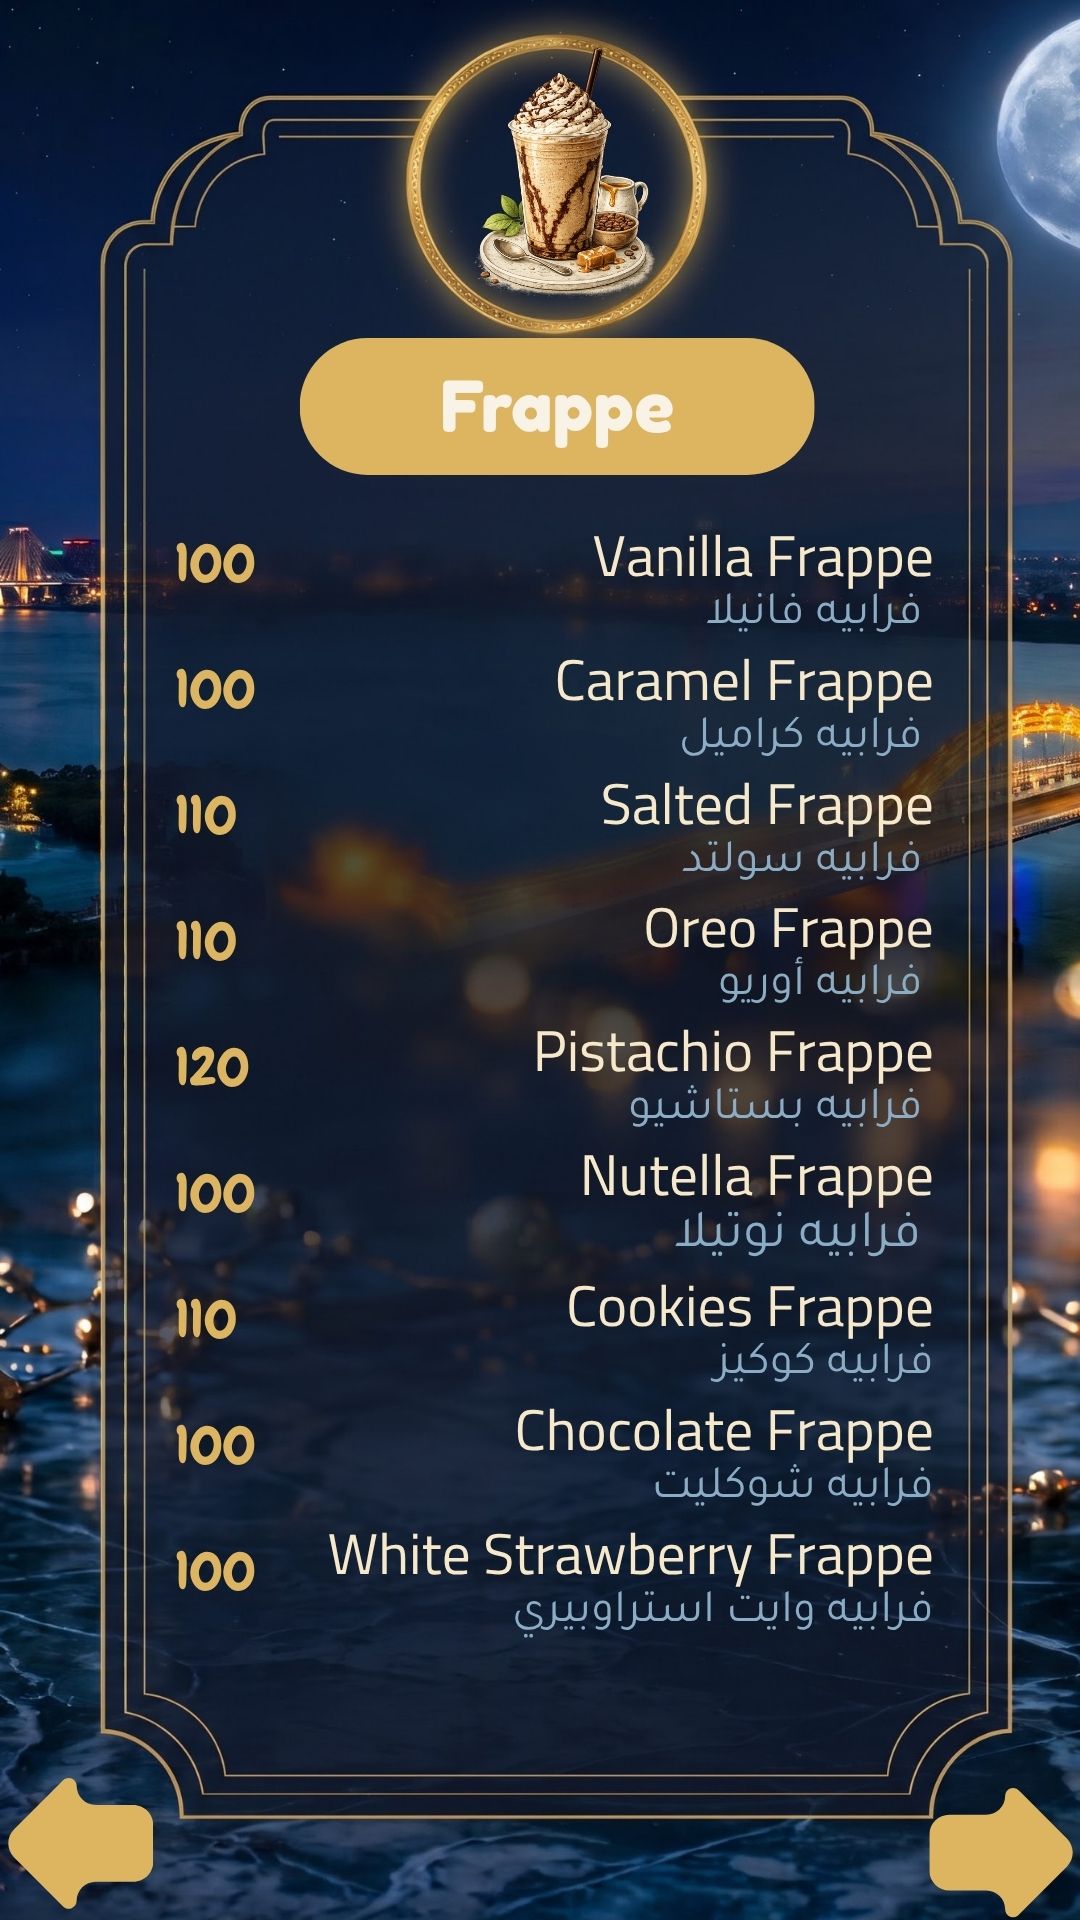 Frappe
100 Vanilla Frappe
فرابيه فانيلا
100 Caramel Frappe
فرابيه كراميل
110 Salted Frappe
فرابيه سولتد
110 Oreo Frappe
فرابيه أوريو
120 Pistachio Frappe
فرابيه بستاشيو
100 Nutella Frappe
فرابيه نوتيلا
110 Cookies Frappe
فرابيه كوكيز
100 Chocolate Frappe
فرابيه شوكليت
100 White Strawberry Frappe
فرابيه وايت استراوبيري